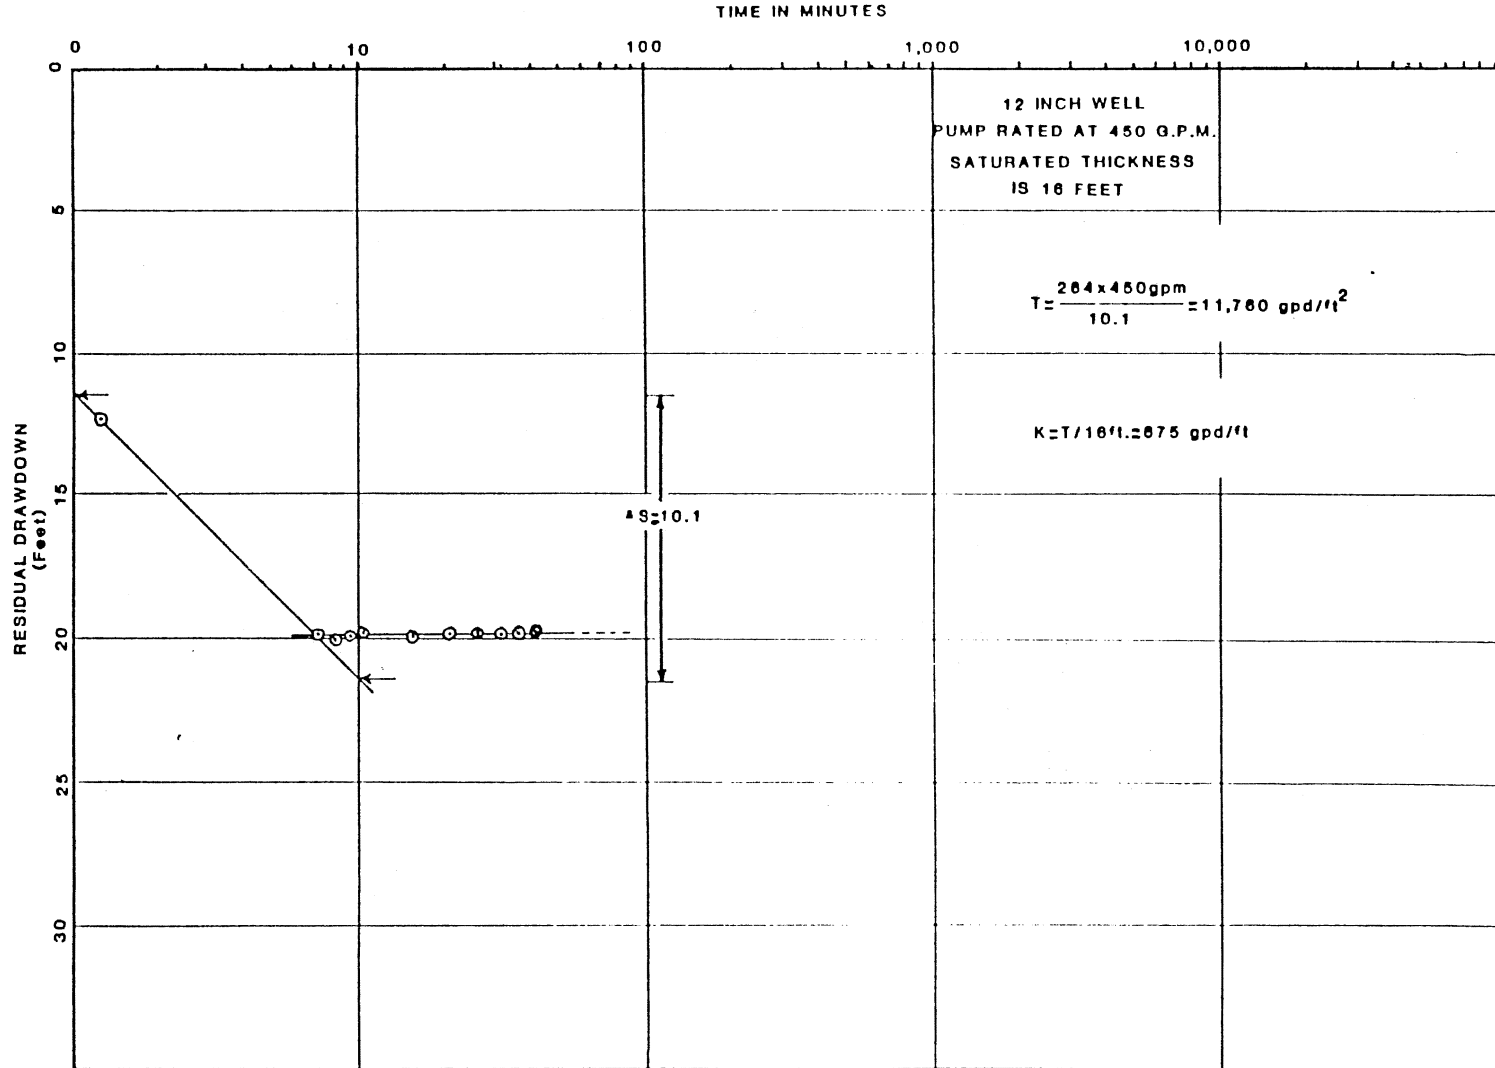 TIME IN MINUTES
0 10 100 1,000 10,000
0
5
10
15
20
25
30
RESIDUAL DRAWDOWN
(Feet)
12 INCH WELL
PUMP RATED AT 450 G.P.M.
SATURATED THICKNESS
IS 16 FEET
T=264x450gpm/10.1=11,760 gpd/ft²
K=T/16ft.=675 gpd/ft
ΔS=10.1